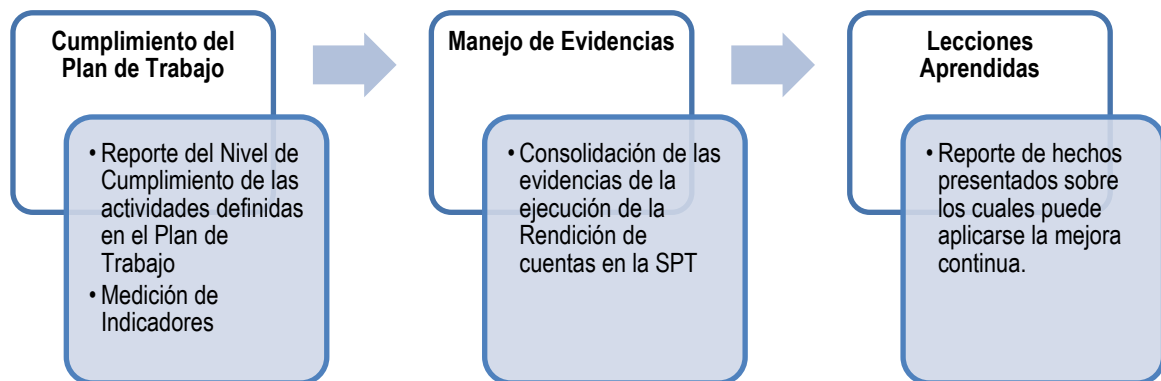 Cumplimiento del
Plan de Trabajo
• Reporte del Nivel de
Cumplimiento de las
actividades definidas
en el Plan de
Trabajo
• Medición de
Indicadores
Manejo de Evidencias
• Consolidación de las
evidencias de la
ejecución de la
Rendición de
cuentas en la SPT
Lecciones
Aprendidas
• Reporte de hechos
presentados sobre
los cuales puede
aplicarse la mejora
continua.